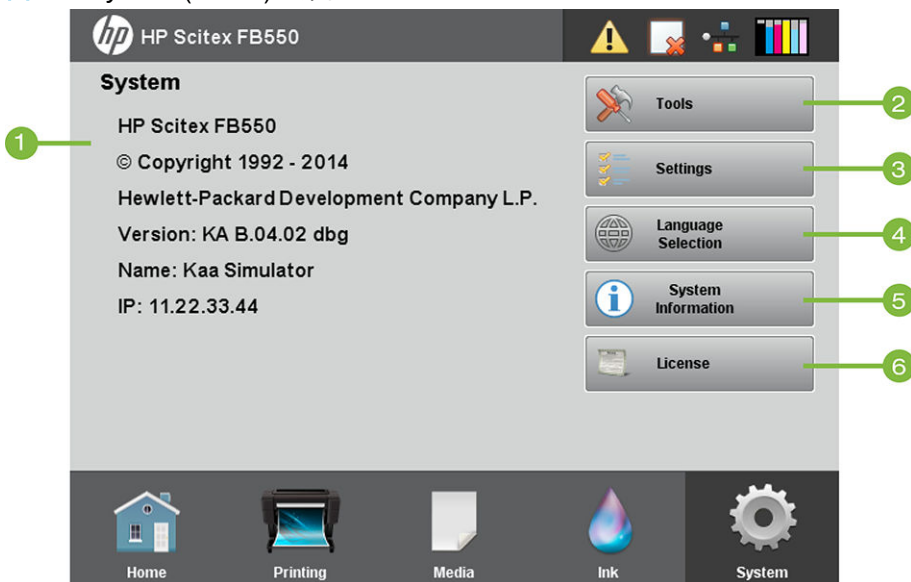 hp HP Scitex FB550
System
HP Scitex FB550
© Copyright 1992 - 2014
Hewlett-Packard Development Company L.P.
Version: KA B.04.02 dbg
Name: Kaa Simulator
IP: 11.22.33.44
1
Tools
2
Settings
3
Language
Selection
4
System
Information
5
License
6
Home
Printing
Media
Ink
System